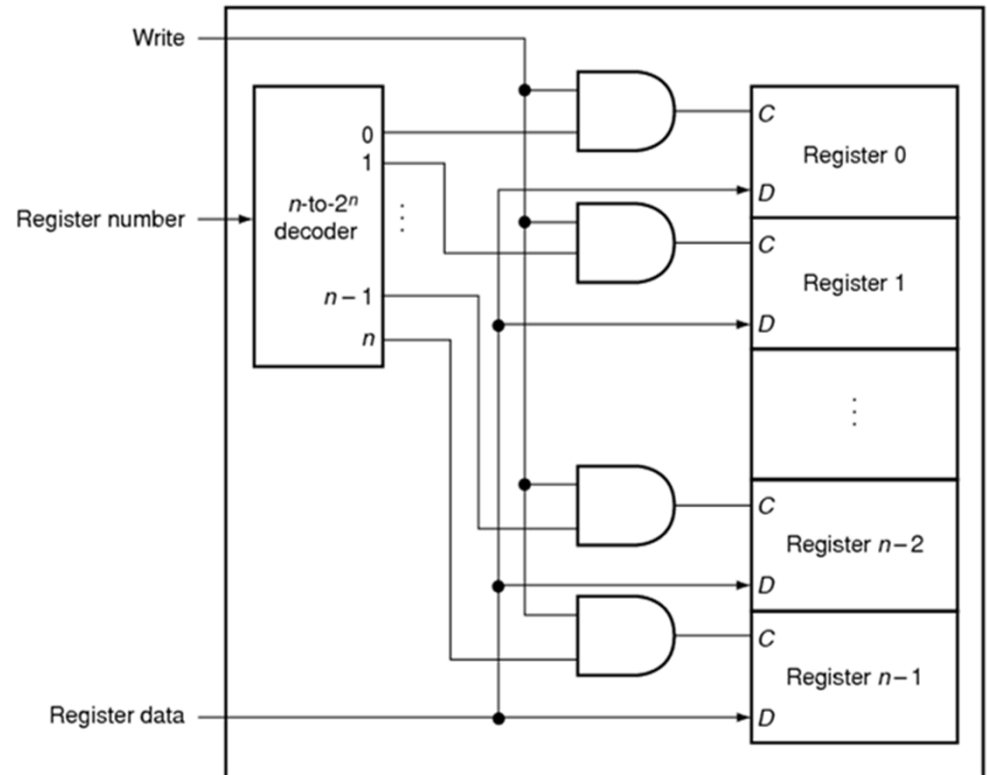 Write
0
1
n-to-2ⁿ
decoder
⋮
Register number
n – 1
n
C
Register 0
D
C
Register 1
D
⋮
C
Register n – 2
D
C
Register n – 1
D
Register data